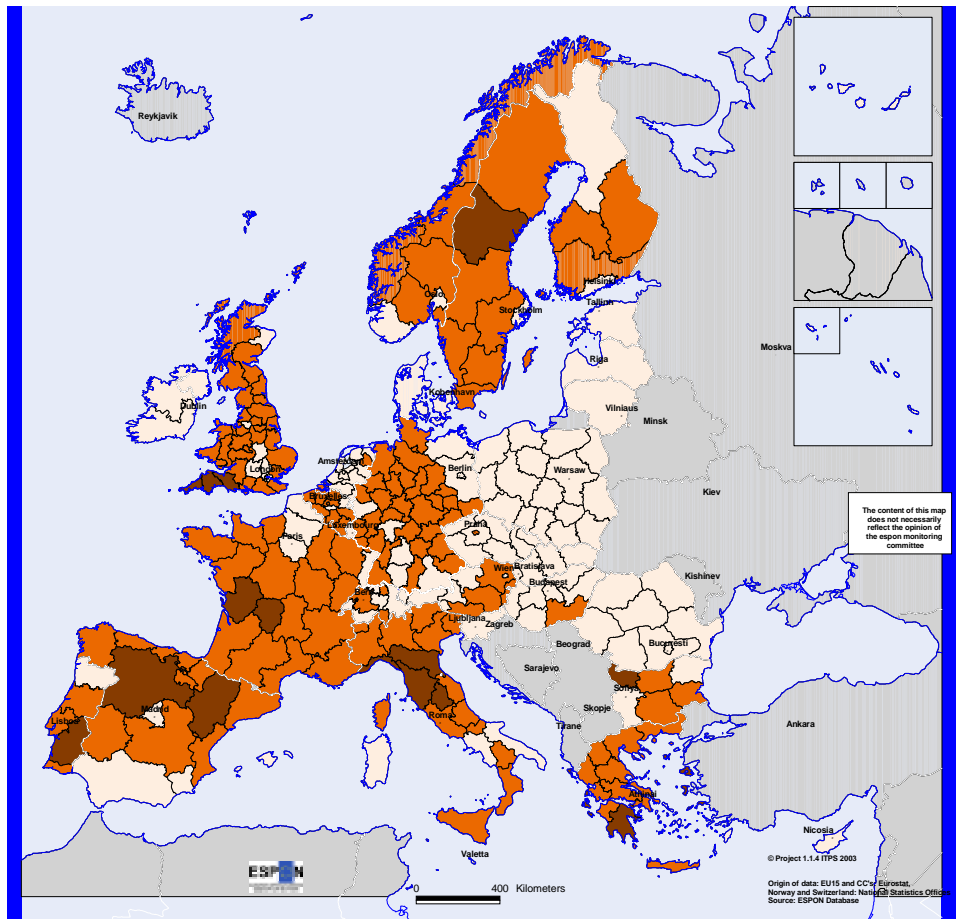 Reykjavik
Moskva
Oslo
Helsinki
Tallinn
Stockholm
Riga
Kobenhavn
Vilniaus
Minsk
Dublin
London
Amsterdam
Berlin
Warsaw
Bruxelles
Kiev
The content of this map
does not necessarily
reflect the opinion of
the espon monitoring
committee
Luxembourg
Praha
Paris
Wien
Bratislava
Budapest
Kishinev
Bern
Ljubljana
Zagreb
Beograd
Bucuresti
Sarajevo
Sofiya
Skopje
Madrid
Lisboa
Roma
Tirane
Ankara
Athinai
Nicosia
Valetta
© Project 1.1.4 ITPS 2003
ESPON
0 400 Kilometers
Origin of data: EU15 and CC's: Eurostat,
Norway and Switzerland: National Statistics Offices
Source: ESPON Database